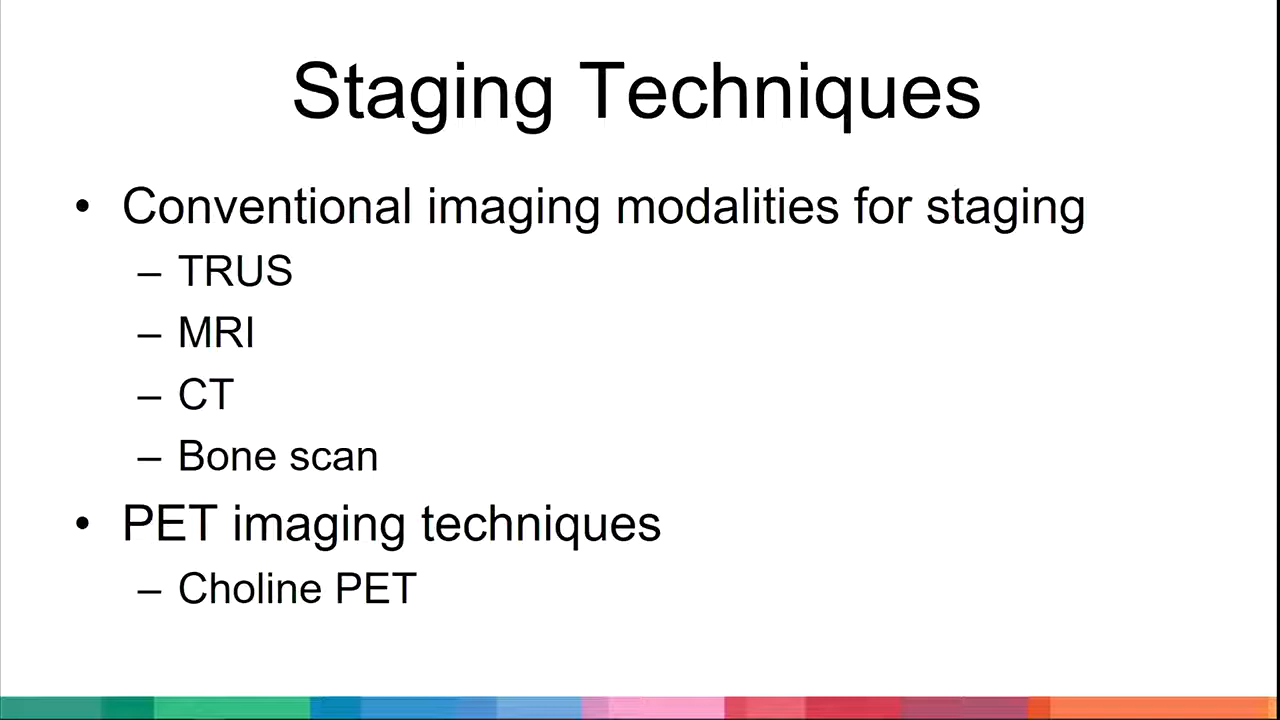 Staging Techniques
• Conventional imaging modalities for staging
– TRUS
– MRI
– CT
– Bone scan
• PET imaging techniques
– Choline PET